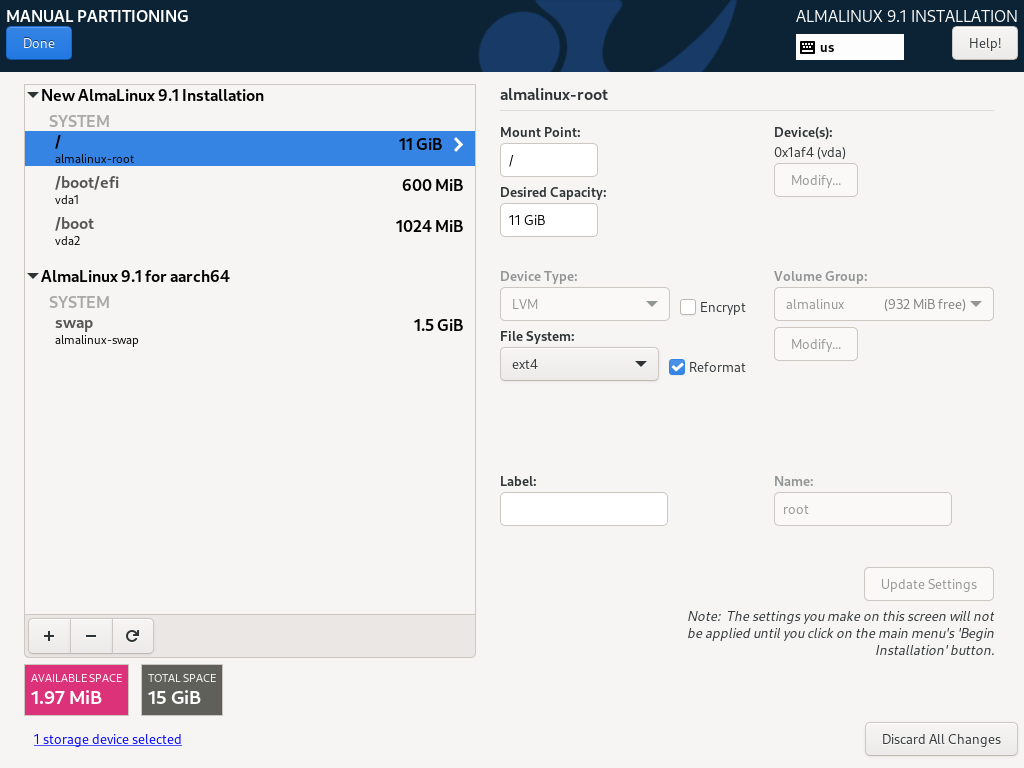 MANUAL PARTITIONING
ALMALINUX 9.1 INSTALLATION
Done
us
Help!
New AlmaLinux 9.1 Installation
SYSTEM
/
11 GiB
almalinux-root
/boot/efi
600 MiB
vda1
/boot
1024 MiB
vda2
AlmaLinux 9.1 for aarch64
SYSTEM
swap
1.5 GiB
almalinux-swap
+ −
AVAILABLE SPACE
1.97 MiB
TOTAL SPACE
15 GiB
1 storage device selected
almalinux-root
Mount Point:
/
Device(s):
0x1af4 (vda)
Modify...
Desired Capacity:
11 GiB
Device Type:
LVM
Encrypt
Volume Group:
almalinux (932 MiB free)
Modify...
File System:
ext4
Reformat
Label:
Name:
root
Update Settings
Note: The settings you make on this screen will not
be applied until you click on the main menu's 'Begin
Installation' button.
Discard All Changes